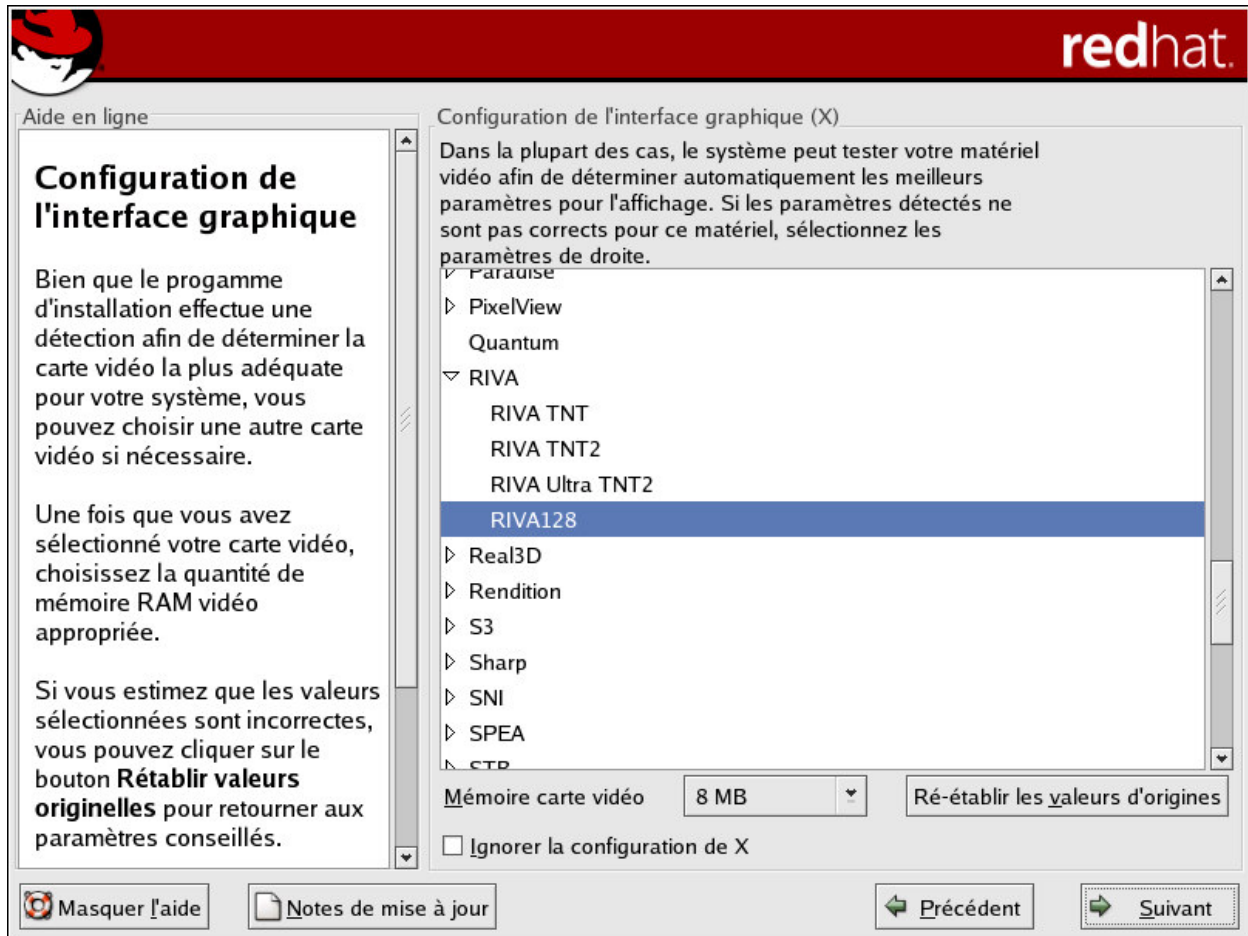 redhat.
Aide en ligne
Configuration de
l'interface graphique
Bien que le progamme
d'installation effectue une
détection afin de déterminer la
carte vidéo la plus adéquate
pour votre système, vous
pouvez choisir une autre carte
vidéo si nécessaire.
Une fois que vous avez
sélectionné votre carte vidéo,
choisissez la quantité de
mémoire RAM vidéo
appropriée.
Si vous estimez que les valeurs
sélectionnées sont incorrectes,
vous pouvez cliquer sur le
bouton Rétablir valeurs
originelles pour retourner aux
paramètres conseillés.
Configuration de l'interface graphique (X)
Dans la plupart des cas, le système peut tester votre matériel
vidéo afin de déterminer automatiquement les meilleurs
paramètres pour l'affichage. Si les paramètres détectés ne
sont pas corrects pour ce matériel, sélectionnez les
paramètres de droite.
Paradise
PixelView
Quantum
RIVA
RIVA TNT
RIVA TNT2
RIVA Ultra TNT2
RIVA128
Real3D
Rendition
S3
Sharp
SNI
SPEA
STB
Mémoire carte vidéo 8 MB Ré-établir les valeurs d'origines
Ignorer la configuration de X
Masquer l'aide Notes de mise à jour Précédent Suivant